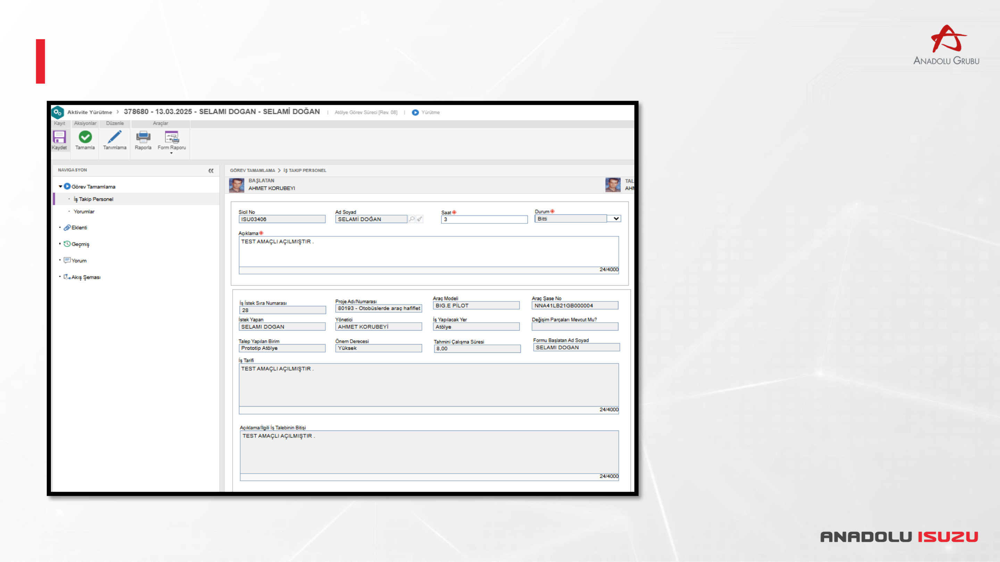 ANADOLU GRUBU
Aktivite Yürütme > 378680 - 13.03.2025 - SELAMI DOGAN - SELAMİ DOĞAN | Atölye Görev Süreci [Rev. 08] | Yürütme
Kayıt Aksiyonlar Düzenle Araçlar
Kaydet Tamamla Tanımlama Raporla Form Raporu
NAVIGASYON
Görev Tamamlama
İş Takip Personel
Yorumlar
Eklenti
Geçmiş
Yorum
Akış Şeması
GÖREV TAMAMLAMA > İŞ TAKIP PERSONEL
BAŞLATAN
AHMET KORUBEYI
TAL
Sicil No Ad Soyad Saat Durum
ISU03406 SELAMİ DOĞAN 3 Bitti
Açıklama
TEST AMAÇLI AÇILMIŞTIR .
24/4000
İş İstek Sıra Numarası Proje Adı/Numarası Araç Modeli Araç Şase No
28 80193 - Otobüslerde araç hafiflet BIG.E PİLOT NNA41LB21GB000004
İstek Yapan Yönetici İş Yapılacak Yer Değişim Parçaları Mevcut Mu?
SELAMI DOGAN AHMET KORUBEYİ Atölye
Talep Yapılan Birim Önem Derecesi Tahmini Çalışma Süresi Formu Başlatan Ad Soyad
Prototip Atölye Yüksek 8,00 SELAMI DOGAN
İş Tarifi
TEST AMAÇLI AÇILMIŞTIR .
24/4000
Açıklama/İlgili İş Talebinin Bitişi
TEST AMAÇLI AÇILMIŞTIR .
24/4000
ANADOLU ISUZU